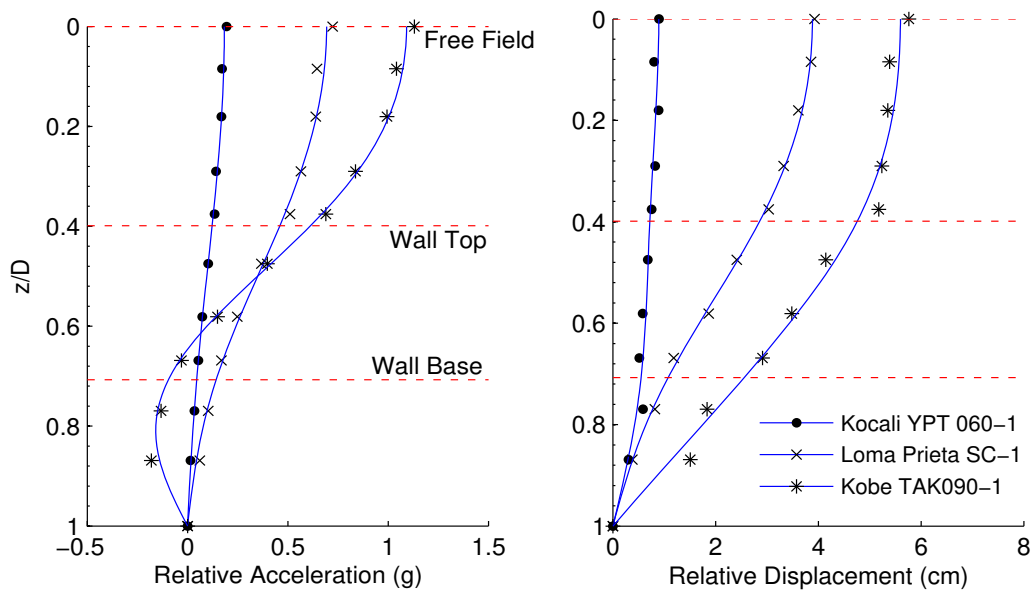 0
0.2
0.4
0.6
0.8
1
z/D
−0.5
0
0.5
1
1.5
Relative Acceleration (g)
Free Field
Wall Top
Wall Base
0
0.2
0.4
0.6
0.8
1
0
2
4
6
8
Relative Displacement (cm)
Kocali YPT 060−1
Loma Prieta SC−1
Kobe TAK090−1